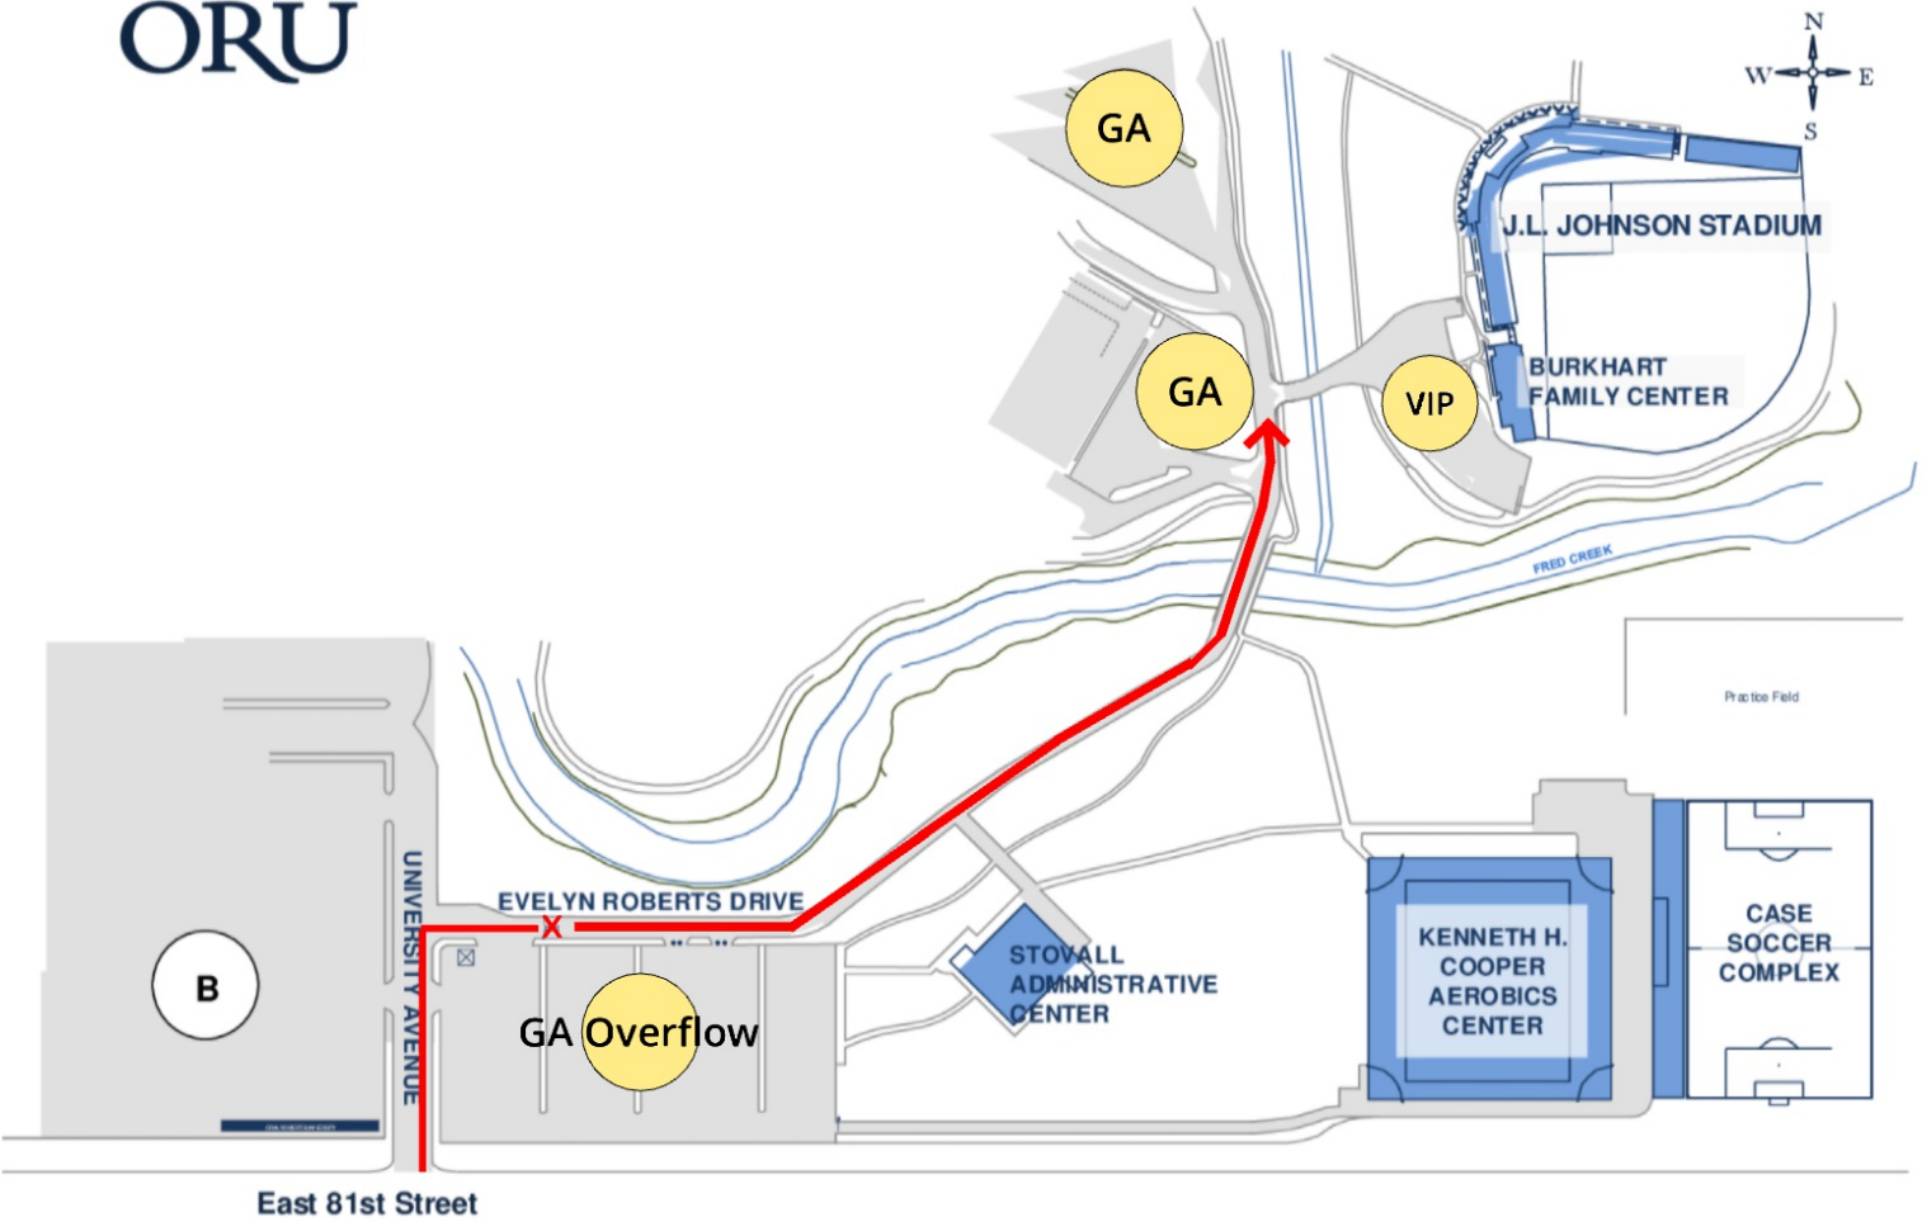 ORU
N
W E
S
GA
J.L. JOHNSON STADIUM
GA
VIP
BURKHART
FAMILY CENTER
FRED CREEK
Practice Field
UNIVERSITY AVENUE
EVELYN ROBERTS DRIVE
X
B
GA Overflow
STOVALL
ADMINISTRATIVE
CENTER
KENNETH H.
COOPER
AEROBICS
CENTER
CASE
SOCCER
COMPLEX
East 81st Street